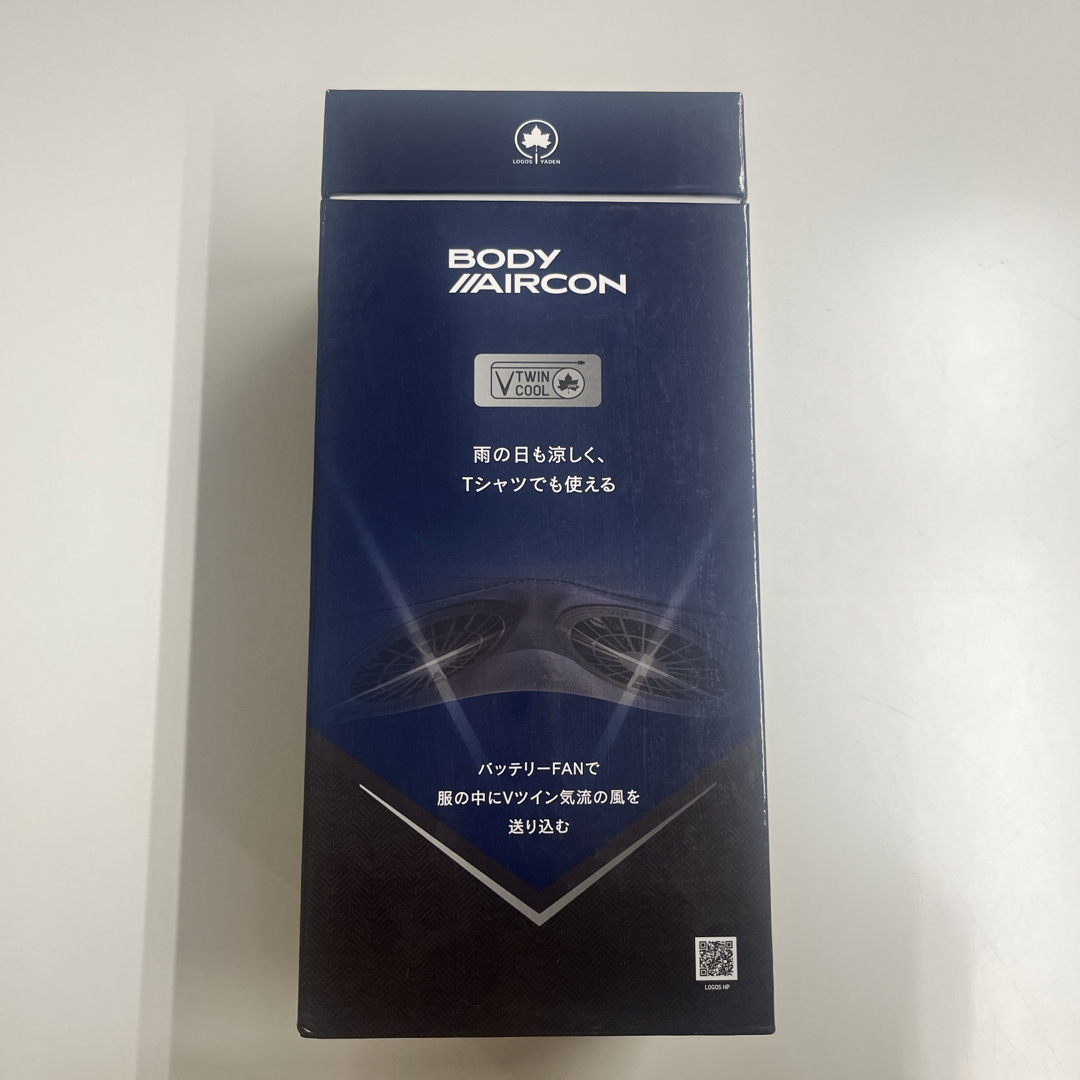 LOGOS YADEN
BODY
AIRCON
V TWIN
COOL
雨の日も涼しく、
Tシャツでも使える
バッテリーFANで
服の中にVツイン気流の風を
送り込む
LOGOS HP